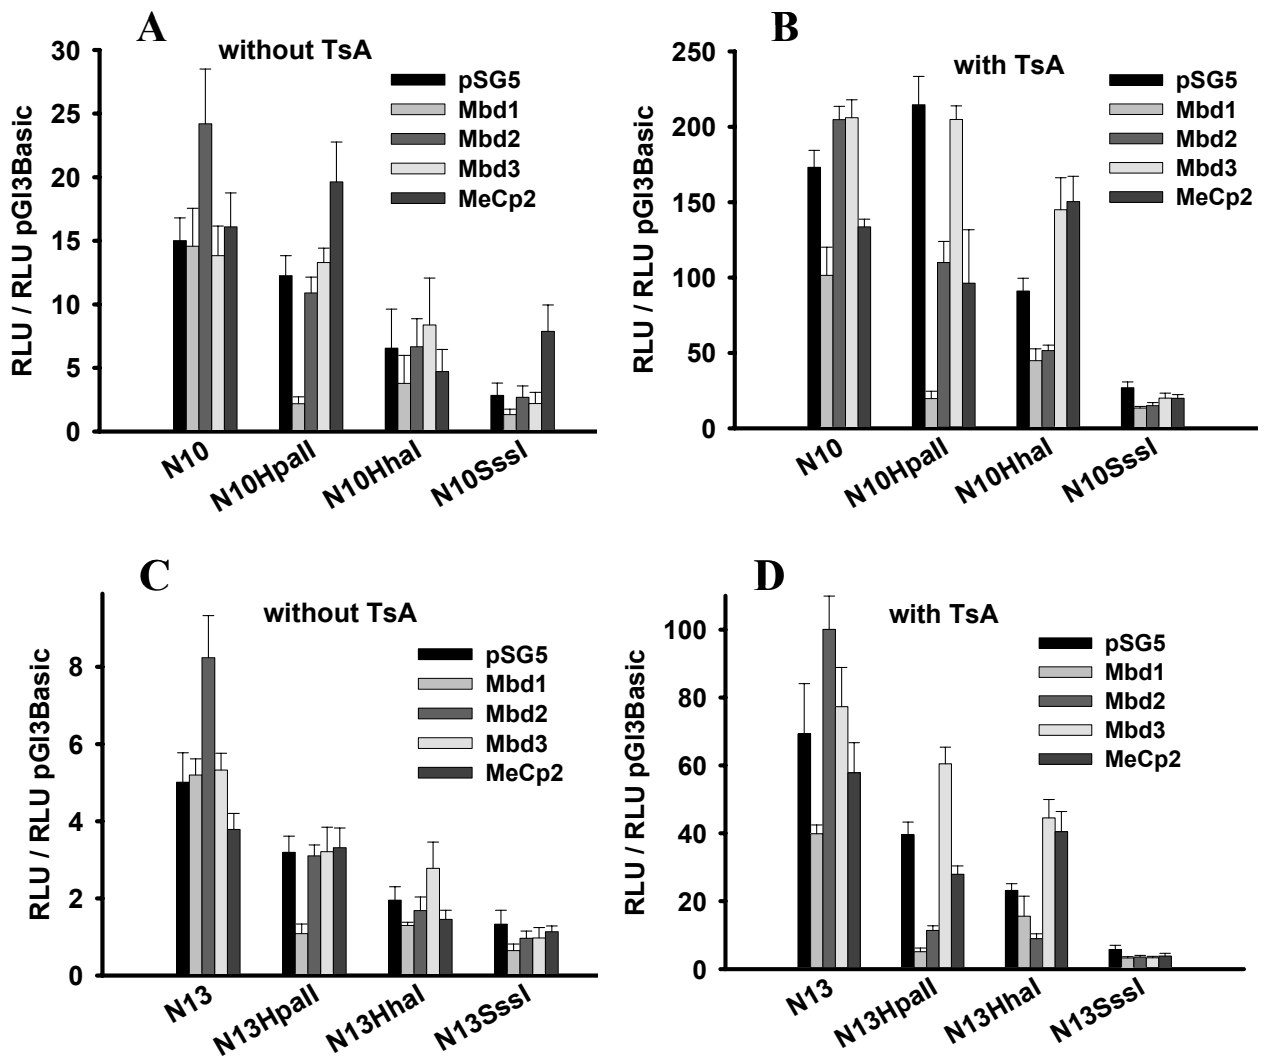 A
without TsA
RLU / RLU pGl3Basic
30
25
20
15
10
5
0
pSG5
Mbd1
Mbd2
Mbd3
MeCp2
N10
N10HpaII
N10HhaI
N10SssI
B
with TsA
RLU / RLU pGl3Basic
250
200
150
100
50
0
pSG5
Mbd1
Mbd2
Mbd3
MeCp2
N10
N10HpaII
N10HhaI
N10SssI
C
without TsA
RLU / RLU pGl3Basic
8
6
4
2
0
pSG5
Mbd1
Mbd2
Mbd3
MeCp2
N13
N13HpaII
N13HhaI
N13SssI
D
with TsA
RLU / RLU pGl3Basic
100
80
60
40
20
0
pSG5
Mbd1
Mbd2
Mbd3
MeCp2
N13
N13HpaII
N13HhaI
N13SssI